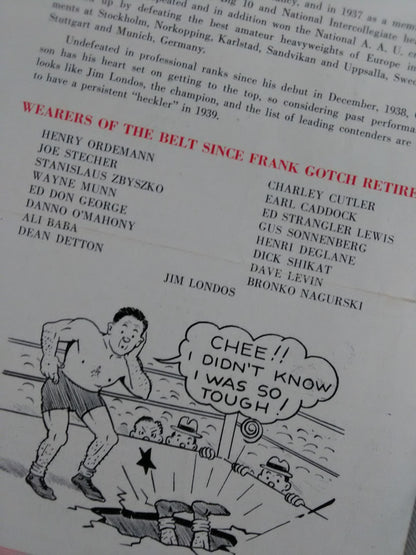 Big 10 and National Intercollegiate
and in addition won the National A. A. U.
up by defeating the best amateur heavyweights of Europe in
ments at Stockholm, Norkopping, Karlstad, Sandvikan and Uppsalla,
Stuttgart and Munich, Germany.
Undefeated in professional ranks since his debut in December, 1938,
son has his heart set on getting to the top, so considering past
looks like Jim Londos, the champion, and the list of leading contenders are
to have a persistent "heckler" in 1939.
WEARERS OF THE BELT SINCE FRANK GOTCH RETIRE
HENRY ORDEMANN
JOE STECHER
STANISLAUS ZBYSZKO
WAYNE MUNN
ED DON GEORGE
DANNO O'MAHONY
ALI BABA
DEAN DETTON
CHARLEY CUTLER
EARL CADDOCK
ED STRANGLER LEWIS
GUS SONNENBERG
HENRI DEGLANE
DICK SHIKAT
DAVE LEVIN
BRONKO NAGURSKI
JIM LONDOS
CHEE!!
I DIDN'T KNOW
I WAS SO
TOUGH!